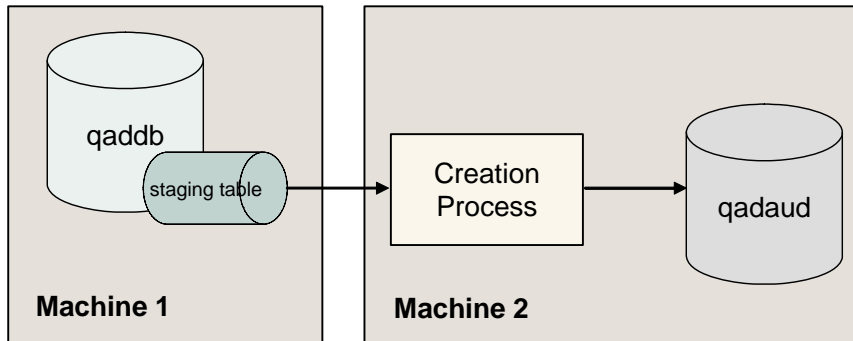 qaddb
staging table
Machine 1
Creation
Process
qadaud
Machine 2